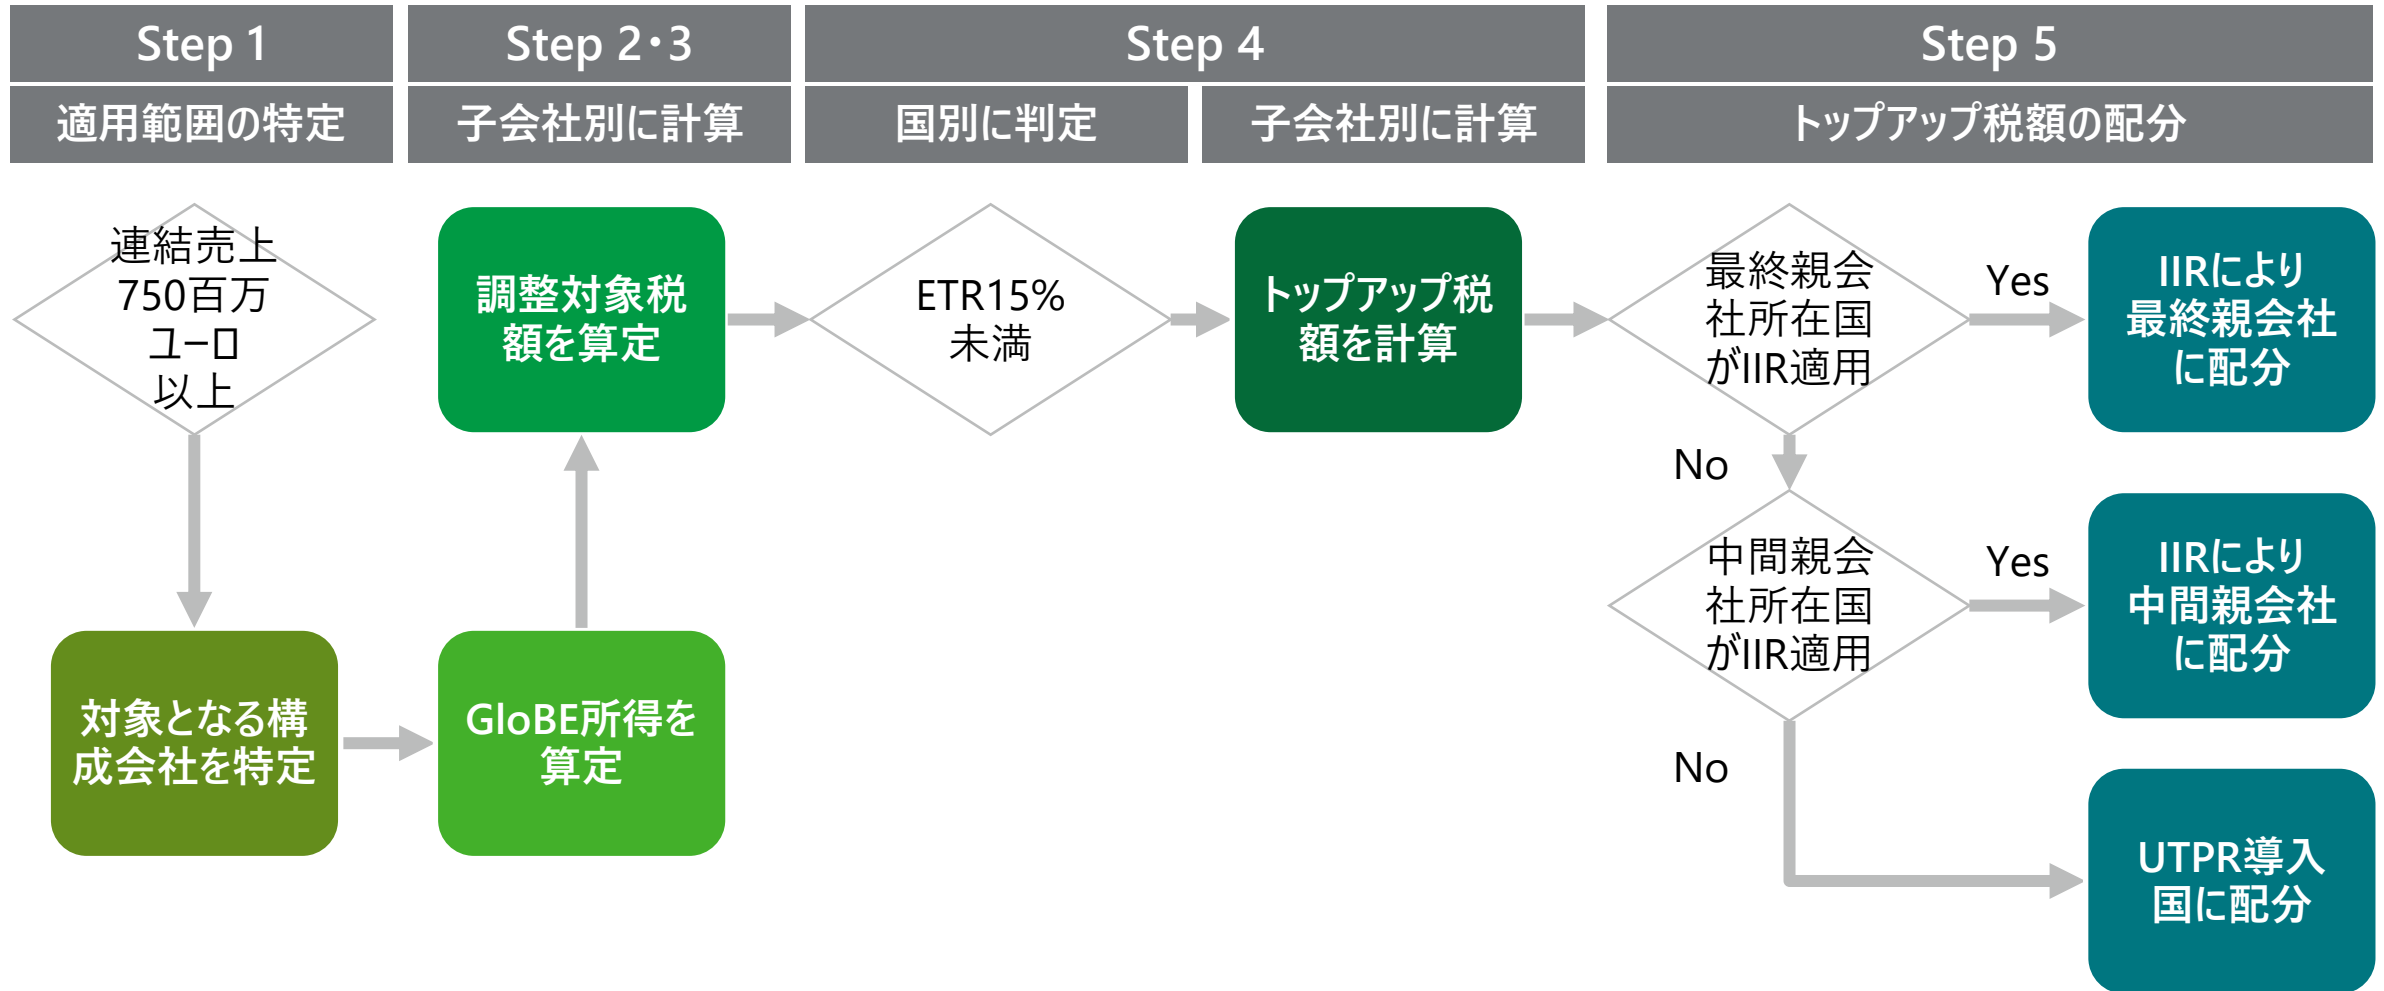 Step 1
Step 2・3
Step 4
Step 5
適用範囲の特定
子会社別に計算
国別に判定
子会社別に計算
トップアップ税額の配分
連結売上
750百万
ユーロ
以上
対象となる構
成会社を特定
GloBE所得を
算定
調整対象税
額を算定
ETR15%
未満
トップアップ税
額を計算
最終親会
社所在国
がIIR適用
Yes
IIRにより
最終親会社
に配分
No
中間親会
社所在国
がIIR適用
Yes
IIRにより
中間親会社
に配分
No
UTPR導入
国に配分